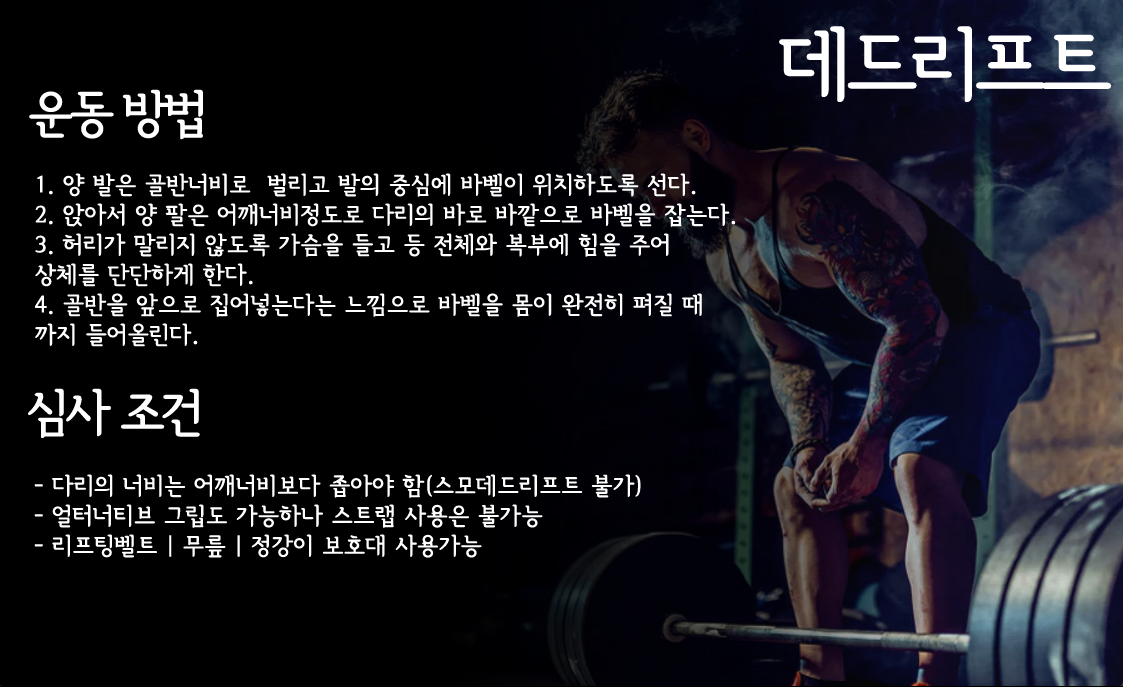 데드리프트
운동 방법
1. 양 발은 골반너비로 벌리고 발의 중심에 바벨이 위치하도록 선다.
2. 앉아서 양 팔은 어깨너비정도로 다리의 바로 바깥으로 바벨을 잡는다.
3. 허리가 말리지 않도록 가슴을 들고 등 전체와 복부에 힘을 주어
상체를 단단하게 한다.
4. 골반을 앞으로 집어넣는다는 느낌으로 바벨을 몸이 완전히 펴질 때
까지 들어올린다.
심사 조건
- 다리의 너비는 어깨너비보다 좁아야 함(스모데드리프트 불가)
- 얼터너티브 그립도 가능하나 스트랩 사용은 불가능
- 리프팅벨트 | 무릎 | 정강이 보호대 사용가능